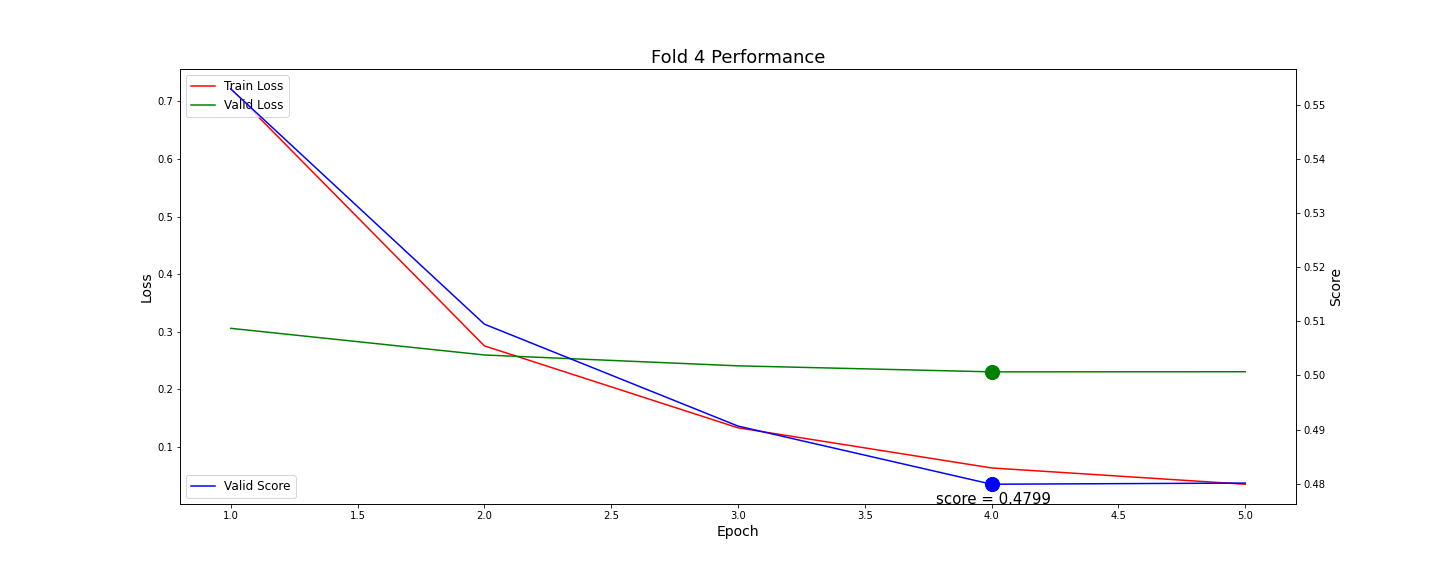 Fold 4 Performance
Train Loss
Valid Loss
0.7
0.6
0.5
0.4
0.3
0.2
0.1
Loss
0.55
0.54
0.53
0.52
0.51
0.50
0.49
0.48
Score
Valid Score
score = 0.4799
1.0 1.5 2.0 2.5 3.0 3.5 4.0 4.5 5.0
Epoch